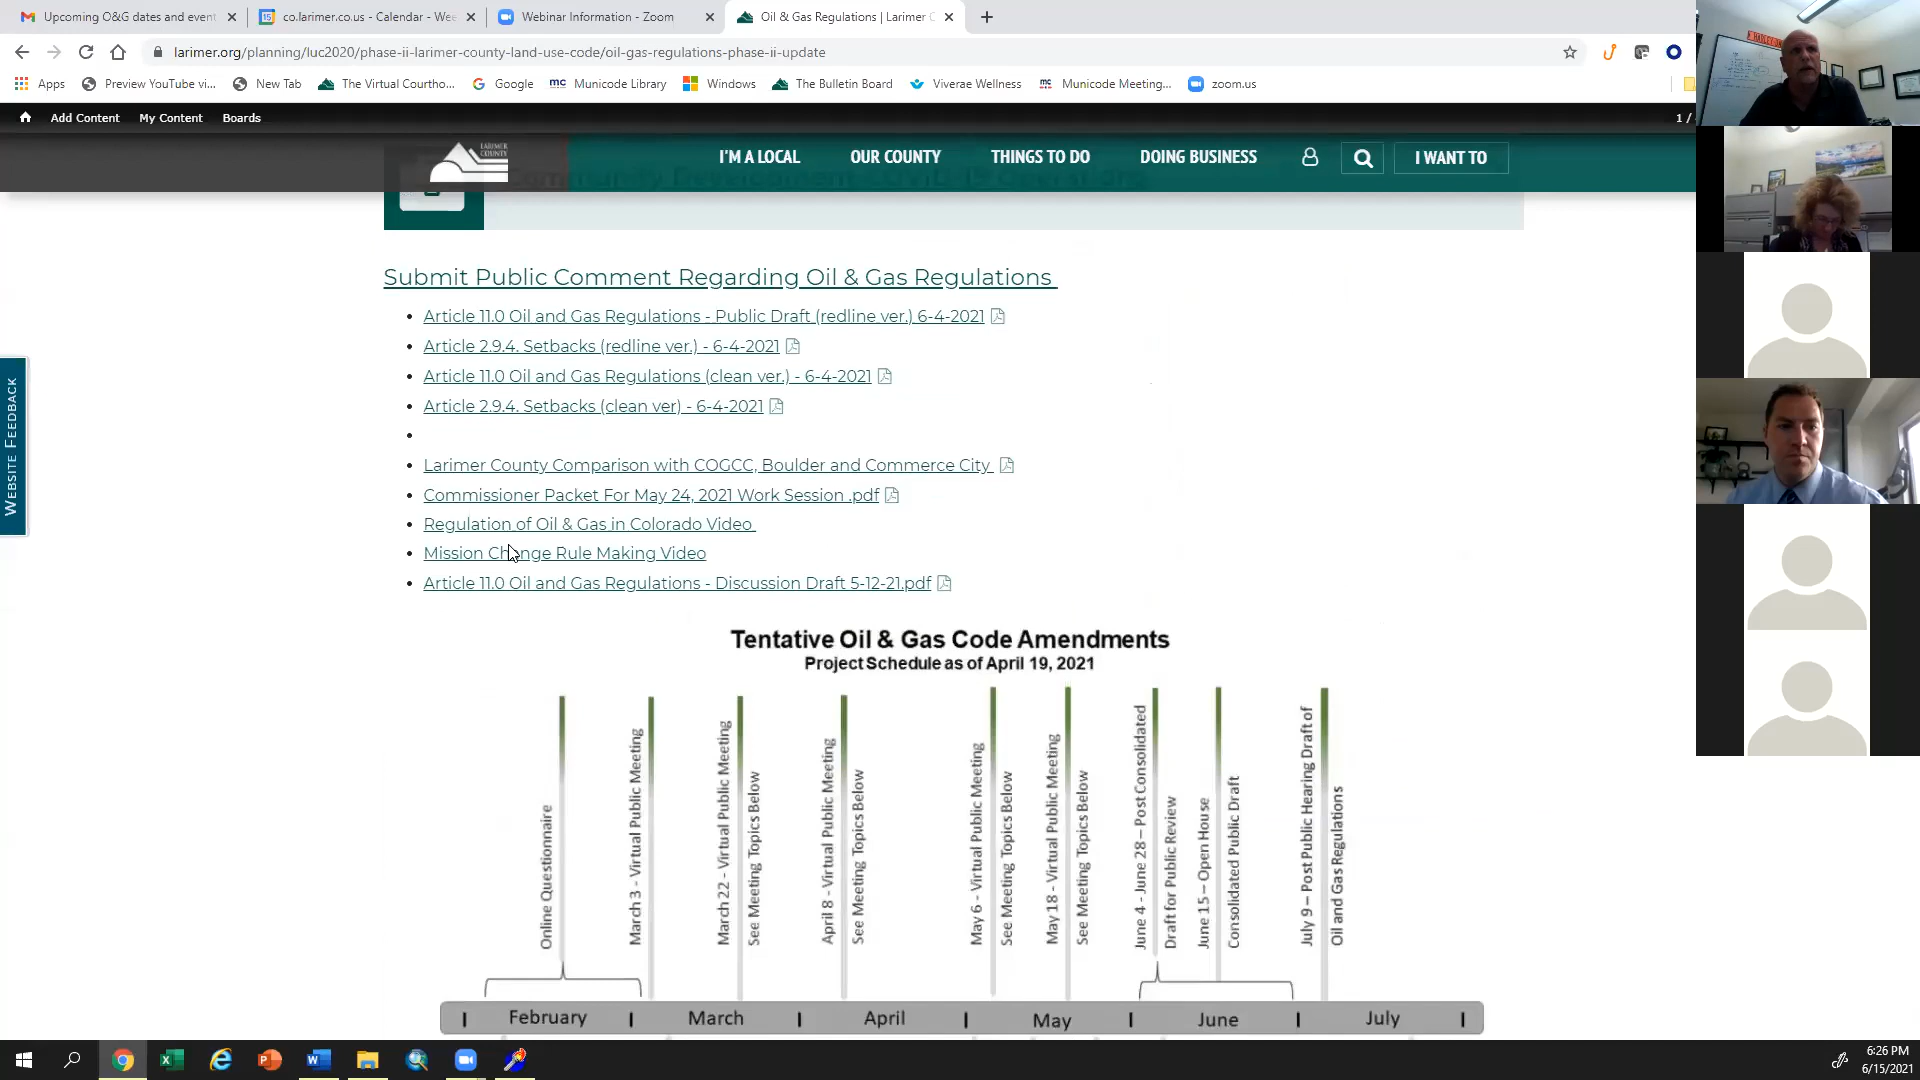 Upcoming O&G dates and event
co.larimer.co.us - Calendar - Wee
Webinar Information - Zoom
Oil & Gas Regulations | Larimer C
larimer.org/planning/luc2020/phase-ii-larimer-county-land-use-code/oil-gas-regulations-phase-ii-update
Apps
Preview YouTube vi...
New Tab
The Virtual Courtho...
Google
Municode Library
Windows
The Bulletin Board
Viverae Wellness
Municode Meeting...
zoom.us
Add Content
My Content
Boards
1 /
LARIMER
COUNTY
I'M A LOCAL
OUR COUNTY
THINGS TO DO
DOING BUSINESS
I WANT TO
Website Feedback
Submit Public Comment Regarding Oil & Gas Regulations
Article 11.0 Oil and Gas Regulations - Public Draft (redline ver.) 6-4-2021
Article 2.9.4. Setbacks (redline ver.) - 6-4-2021
Article 11.0 Oil and Gas Regulations (clean ver.) - 6-4-2021
Article 2.9.4. Setbacks (clean ver) - 6-4-2021
Larimer County Comparison with COGCC, Boulder and Commerce City
Commissioner Packet For May 24, 2021 Work Session .pdf
Regulation of Oil & Gas in Colorado Video
Mission Change Rule Making Video
Article 11.0 Oil and Gas Regulations - Discussion Draft 5-12-21.pdf
Tentative Oil & Gas Code Amendments
Project Schedule as of April 19, 2021
Online Questionnaire
March 3 - Virtual Public Meeting
March 22 - Virtual Public Meeting
See Meeting Topics Below
April 8 - Virtual Public Meeting
See Meeting Topics Below
May 6 - Virtual Public Meeting
See Meeting Topics Below
May 18 - Virtual Public Meeting
See Meeting Topics Below
June 4 - June 28 – Post Consolidated
Draft for Public Review
June 15 – Open House
Consolidated Public Draft
July 9 – Post Public Hearing Draft of
Oil and Gas Regulations
February
March
April
May
June
July
6:26 PM
6/15/2021